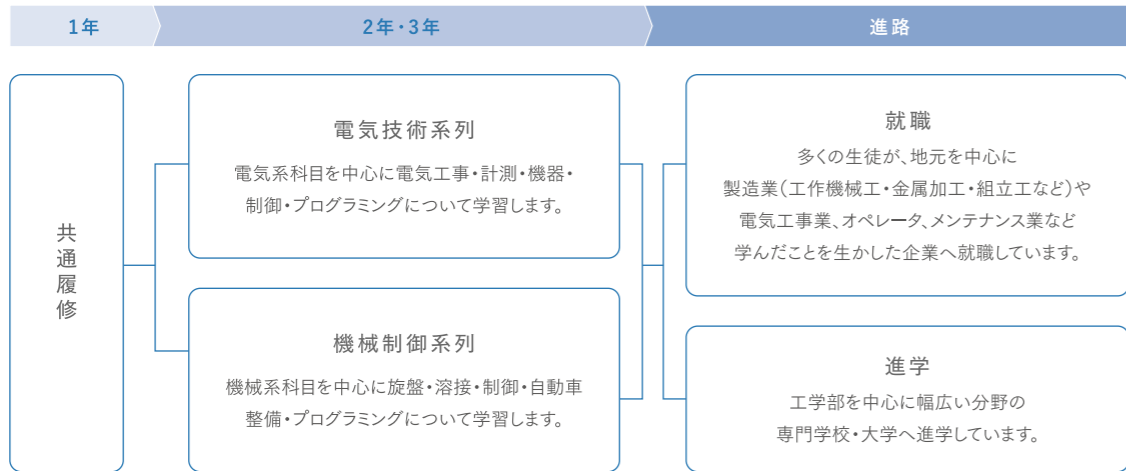 1年
2年・3年
進路
共通履修
電気技術系列
電気系科目を中心に電気工事・計測・機器・
制御・プログラミングについて学習します。
機械制御系列
機械系科目を中心に旋盤・溶接・制御・自動車
整備・プログラミングについて学習します。
就職
多くの生徒が、地元を中心に
製造業（工作機械工・金属加工・組立工など）や
電気工事業、オペレータ、メンテナンス業など
学んだことを生かした企業へ就職しています。
進学
工学部を中心に幅広い分野の
専門学校・大学へ進学しています。